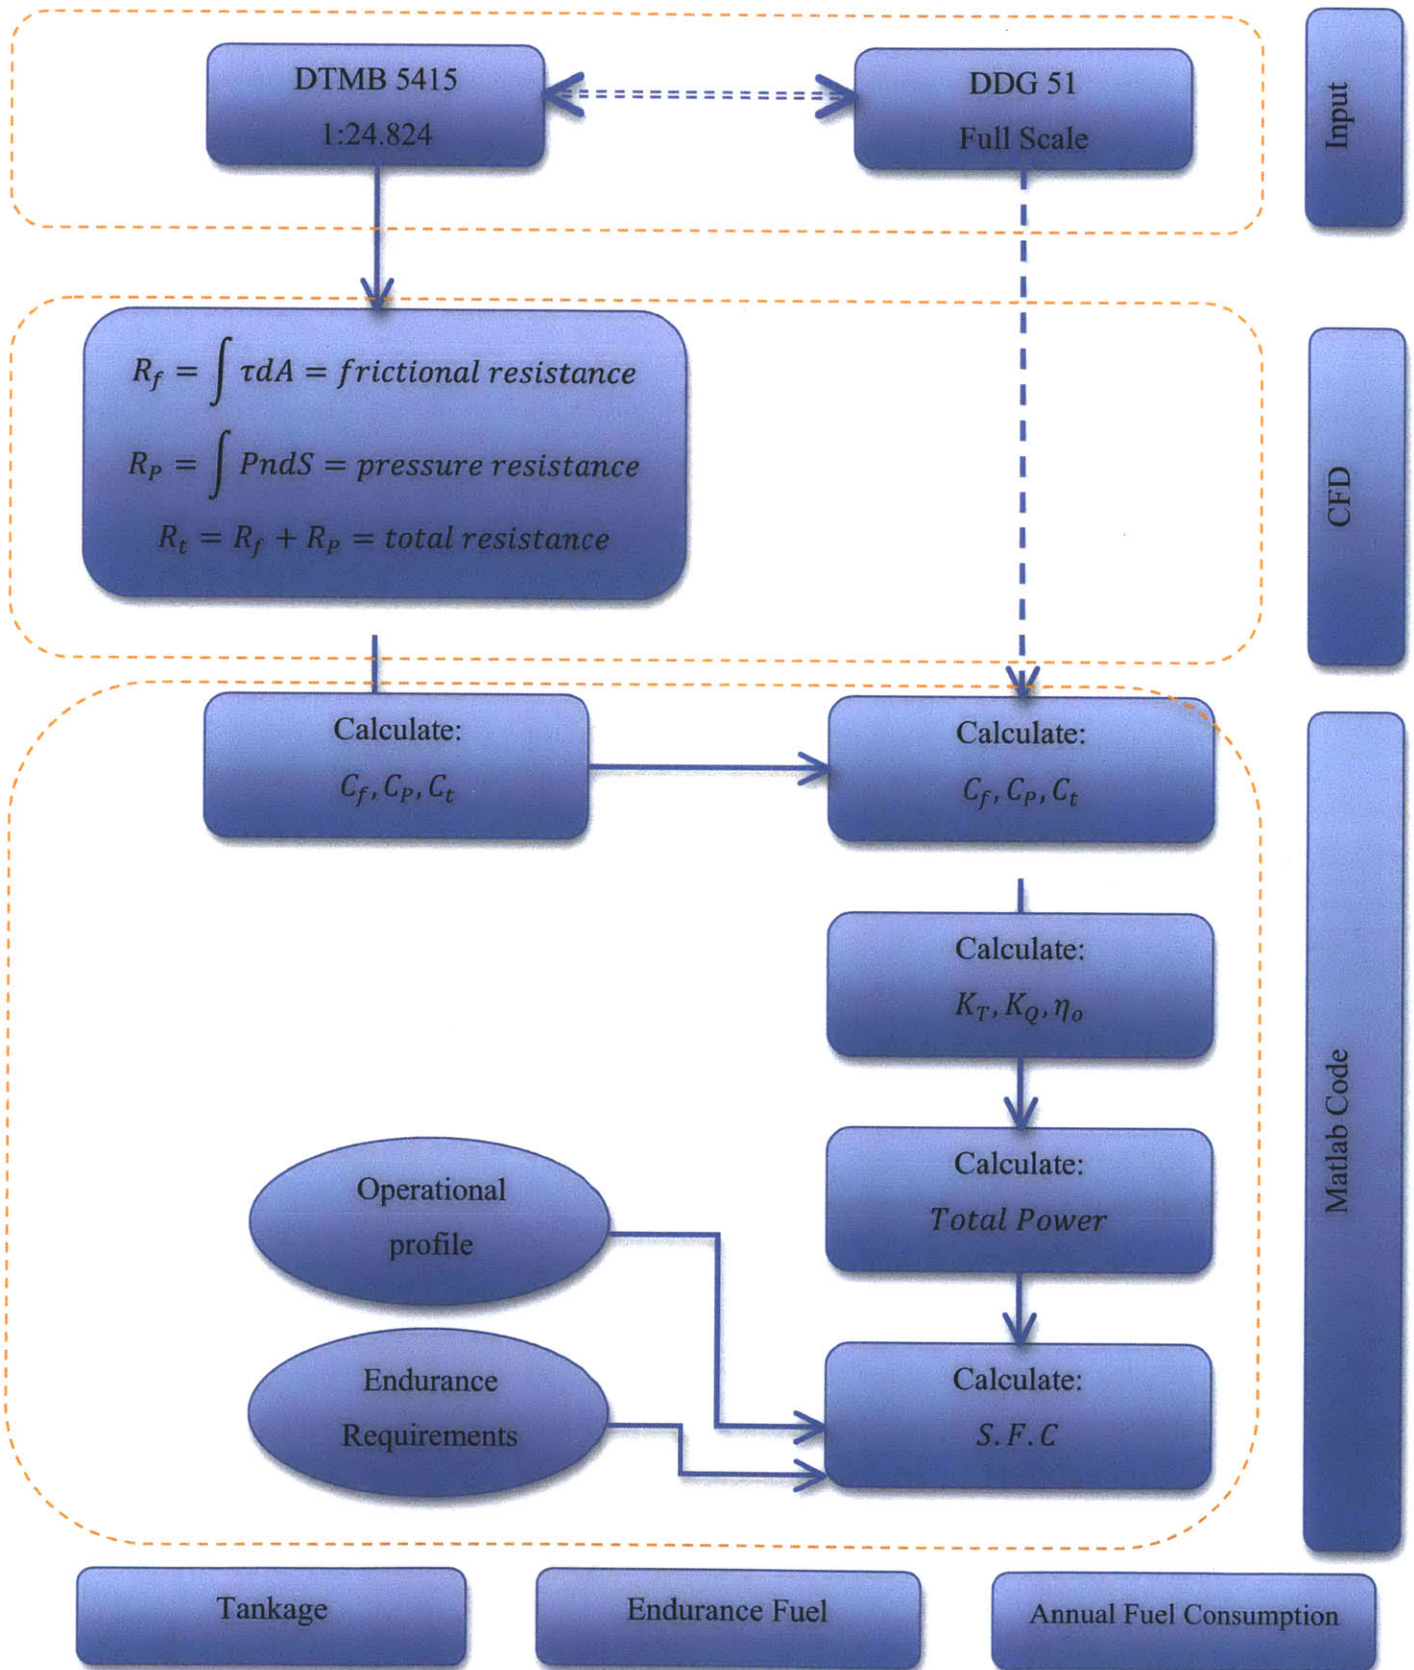 DTMB 5415
1:24.824
DDG 51
Full Scale
Input
R_f = ∫ τdA = frictional resistance
R_P = ∫ PndS = pressure resistance
R_t = R_f + R_P = total resistance
CFD
Calculate:
C_f, C_P, C_t
Calculate:
C_f, C_P, C_t
Calculate:
K_T, K_Q, η_o
Calculate:
Total Power
Operational
profile
Endurance
Requirements
Calculate:
S.F.C
Matlab Code
Tankage
Endurance Fuel
Annual Fuel Consumption